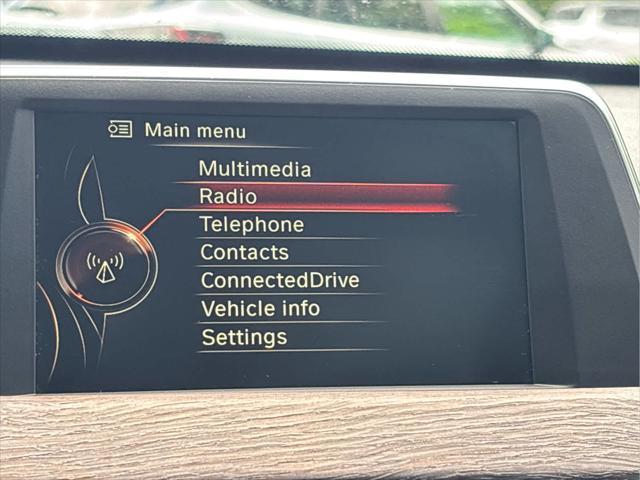 Main menu
Multimedia
Radio
Telephone
Contacts
ConnectedDrive
Vehicle info
Settings